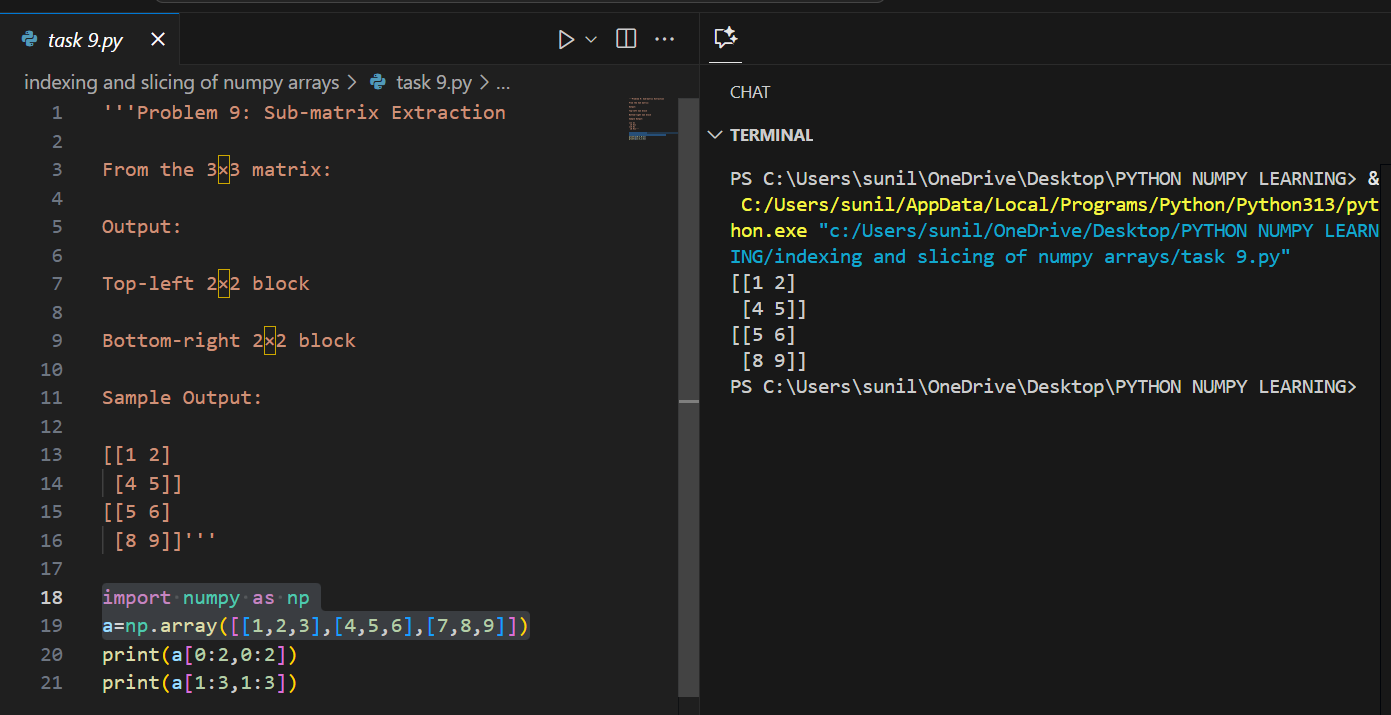 task 9.py
indexing and slicing of numpy arrays > task 9.py > ...
1 '''Problem 9: Sub-matrix Extraction
2
3 From the 3×3 matrix:
4
5 Output:
6
7 Top-left 2×2 block
8
9 Bottom-right 2×2 block
10
11 Sample Output:
12
13 [[1 2]
14  [4 5]]
15 [[5 6]
16  [8 9]]'''
17
18 import numpy as np
19 a=np.array([[1,2,3],[4,5,6],[7,8,9]])
20 print(a[0:2,0:2])
21 print(a[1:3,1:3])
CHAT
TERMINAL
PS C:\Users\sunil\OneDrive\Desktop\PYTHON NUMPY LEARNING> &
 C:/Users/sunil/AppData/Local/Programs/Python/Python313/pyt
hon.exe "c:/Users/sunil/OneDrive/Desktop/PYTHON NUMPY LEARN
ING/indexing and slicing of numpy arrays/task 9.py"
[[1 2]
 [4 5]]
[[5 6]
 [8 9]]
PS C:\Users\sunil\OneDrive\Desktop\PYTHON NUMPY LEARNING>